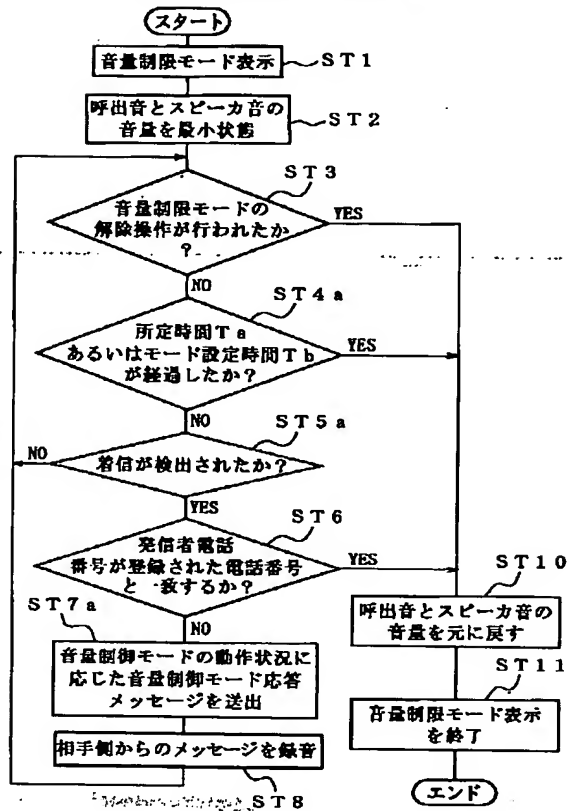 スタート
音量制限モード表示
ST1
呼出音とスピーカ音の
音量を最小状態
ST2
ST3
音量制限モードの
解除操作が行われたか
?
YES
NO
ST4a
所定時間Ta
あるいはモード設定時間Tb
が経過したか?
YES
NO
ST5a
着信が検出されたか?
NO
YES
ST6
発信者電話
番号が登録された電話番号
と一致するか?
YES
NO
ST7a
音量制御モードの動作状況に
応じた音量制御モード応答
メッセージを送出
相手側からのメッセージを録音
ST8
ST10
呼出音とスピーカ音の
音量を元に戻す
ST11
音量制限モード表示
を終了
エンド